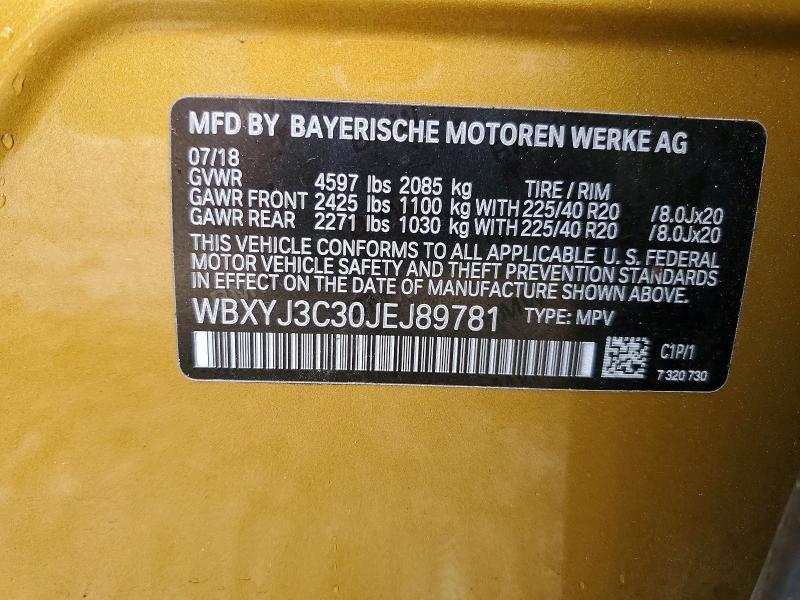 MFD BY BAYERISCHE MOTOREN WERKE AG
07/18
GVWR 4597 lbs 2085 kg TIRE / RIM
GAWR FRONT 2425 lbs 1100 kg WITH 225/40 R20 /8.0Jx20
GAWR REAR 2271 lbs 1030 kg WITH 225/40 R20 /8.0Jx20
THIS VEHICLE CONFORMS TO ALL APPLICABLE U. S. FEDERAL
MOTOR VEHICLE SAFETY AND THEFT PREVENTION STANDARDS
IN EFFECT ON THE DATE OF MANUFACTURE SHOWN ABOVE.
WBXYJ3C30JEJ89781 TYPE: MPV
C1P/1
7 320 730